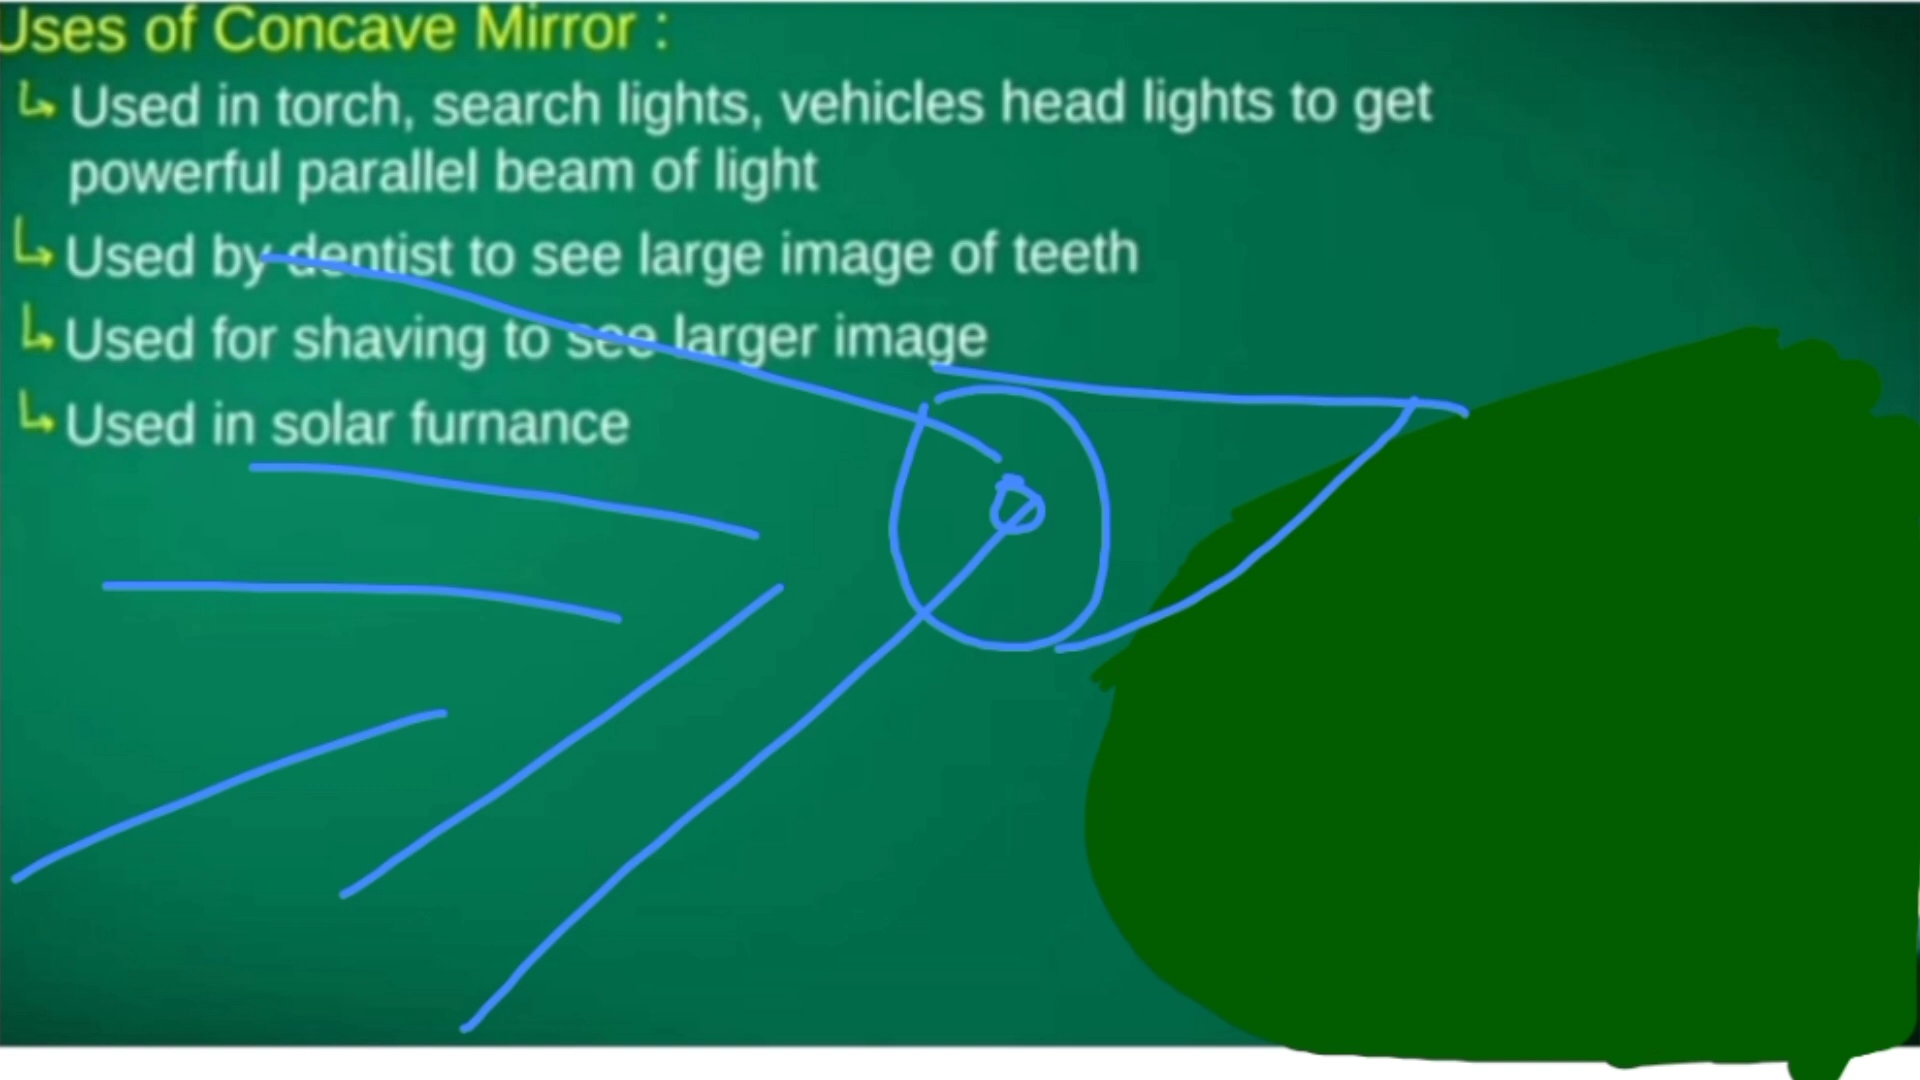 Uses of Concave Mirror :
Used in torch, search lights, vehicles head lights to get
powerful parallel beam of light
Used by dentist to see large image of teeth
Used for shaving to see larger image
Used in solar furnance